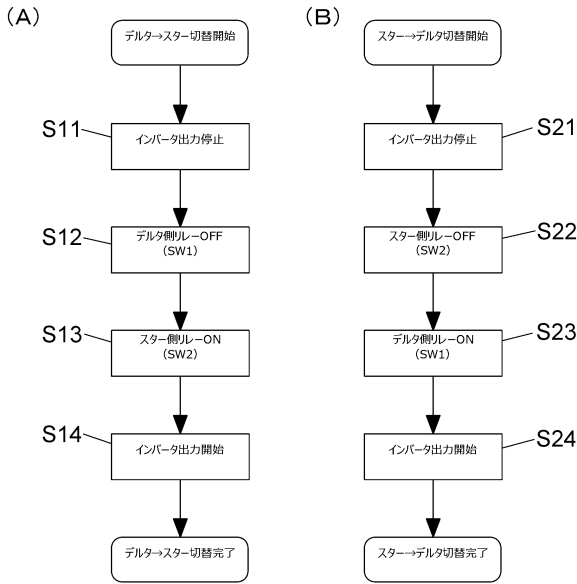 (A)
デルタ→スター切替開始
S11
インバータ出力停止
S12
デルタ側リレーOFF
(SW1)
S13
スター側リレーON
(SW2)
S14
インバータ出力開始
デルタ→スター切替完了
(B)
スター→デルタ切替開始
S21
インバータ出力停止
S22
スター側リレーOFF
(SW2)
S23
デルタ側リレーON
(SW1)
S24
インバータ出力開始
スター→デルタ切替完了